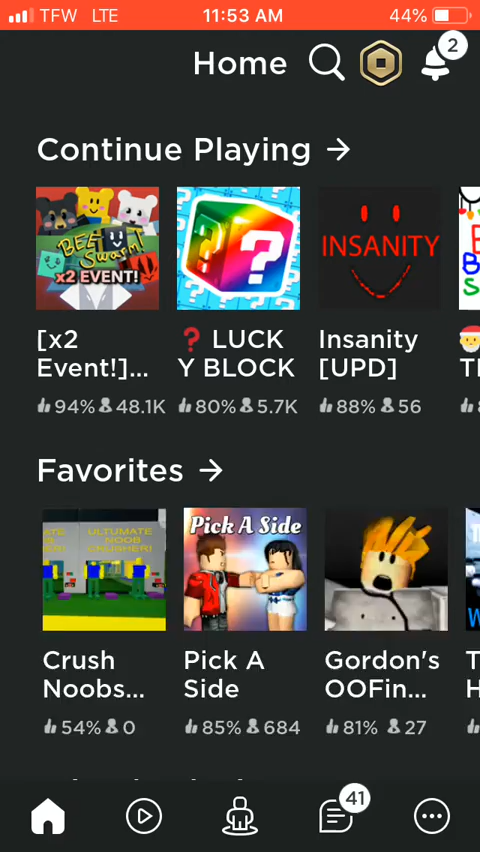 TFW LTE 11:53 AM 44%
2
Home
Continue Playing →
BEE
SWARM
x2 EVENT!
?
?
INSANITY
[x2
Event!]...
❓ LUCK
Y BLOCK
Insanity
[UPD]
94% 48.1K
80% 5.7K
88% 56
Favorites →
ULTUMATE
NOOB
CRUSHER!
Pick A Side
Crush
Noobs...
Pick A
Side
Gordon's
OOFin...
54% 0
85% 684
81% 27
41